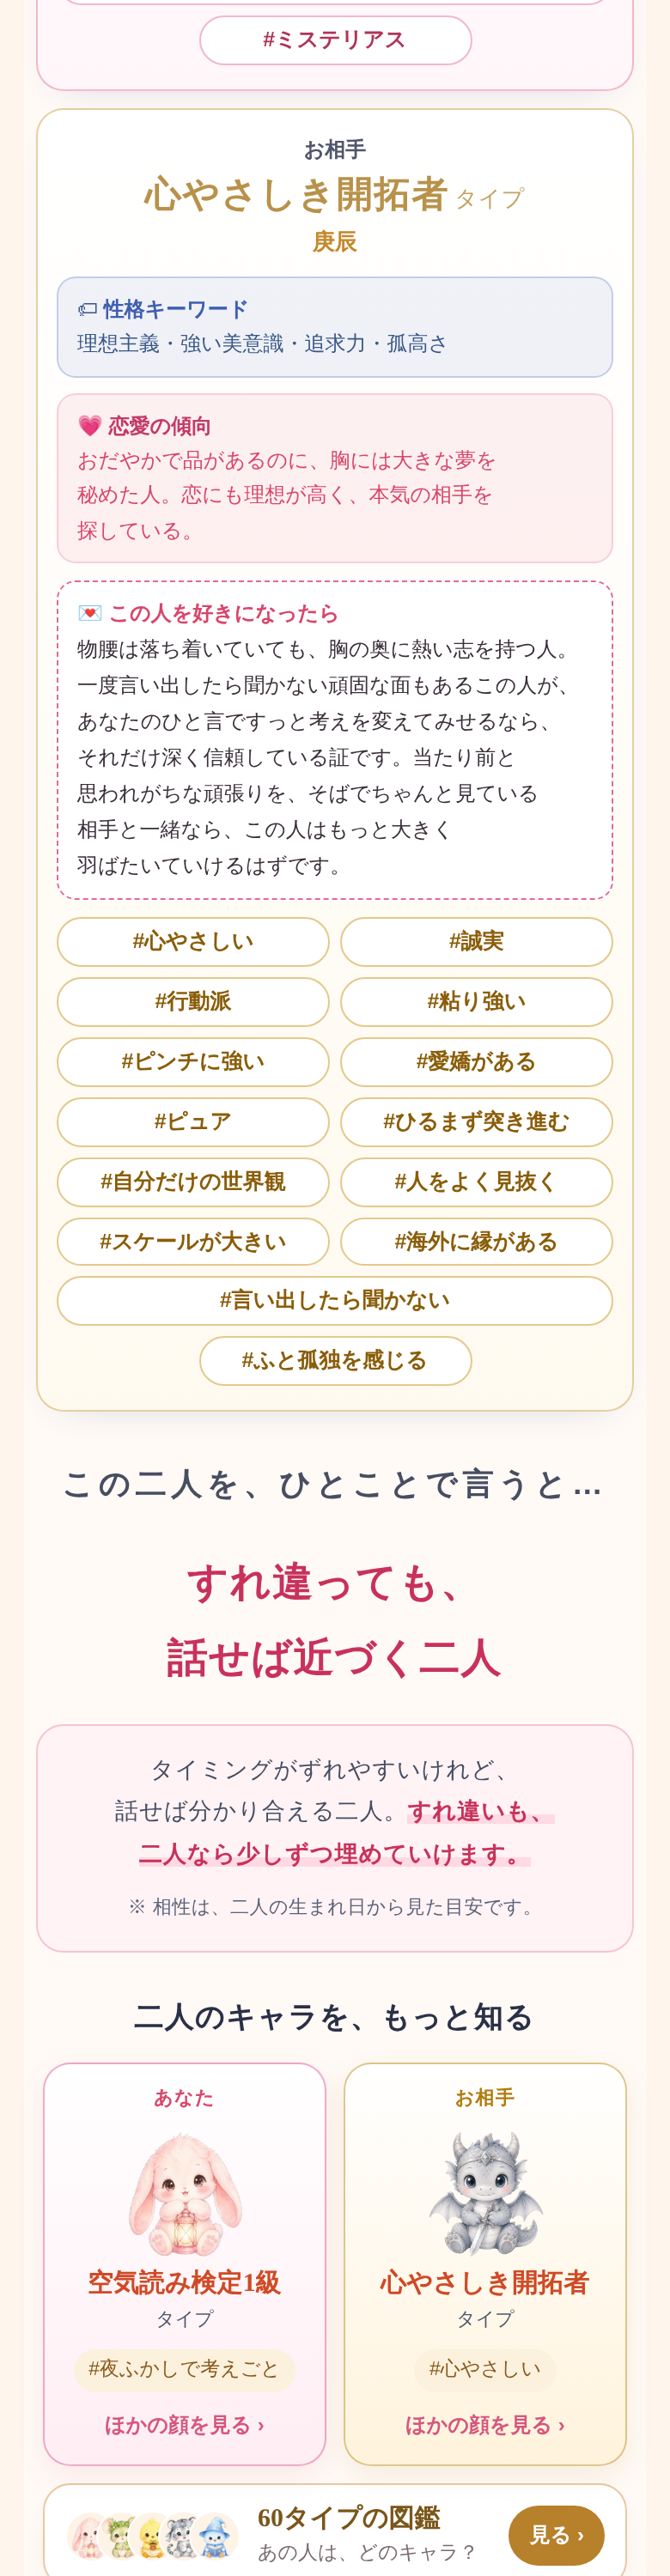 #ミステリアス
お相手
心やさしき開拓者 タイプ
庚辰
性格キーワード
理想主義・強い美意識・追求力・孤高さ
恋愛の傾向
おだやかで品があるのに、胸には大きな夢を
秘めた人。恋にも理想が高く、本気の相手を
探している。
この人を好きになったら
物腰は落ち着いていても、胸の奥に熱い志を持つ人。
一度言い出したら聞かない頑固な面もあるこの人が、
あなたのひと言ですっと考えを変えてみせるなら、
それだけ深く信頼している証です。当たり前と
思われがちな頑張りを、そばでちゃんと見ている
相手と一緒なら、この人はもっと大きく
羽ばたいていけるはずです。
#心やさしい
#誠実
#行動派
#粘り強い
#ピンチに強い
#愛嬌がある
#ピュア
#ひるまず突き進む
#自分だけの世界観
#人をよく見抜く
#スケールが大きい
#海外に縁がある
#言い出したら聞かない
#ふと孤独を感じる
この二人を、ひとことで言うと…
すれ違っても、
話せば近づく二人
タイミングがずれやすいけれど、
話せば分かり合える二人。すれ違いも、
二人なら少しずつ埋めていけます。
※ 相性は、二人の生まれ日から見た目安です。
二人のキャラを、もっと知る
あなた
空気読み検定1級
タイプ
#夜ふかしで考えごと
ほかの顔を見る ›
お相手
心やさしき開拓者
タイプ
#心やさしい
ほかの顔を見る ›
60タイプの図鑑
あの人は、どのキャラ？
見る ›